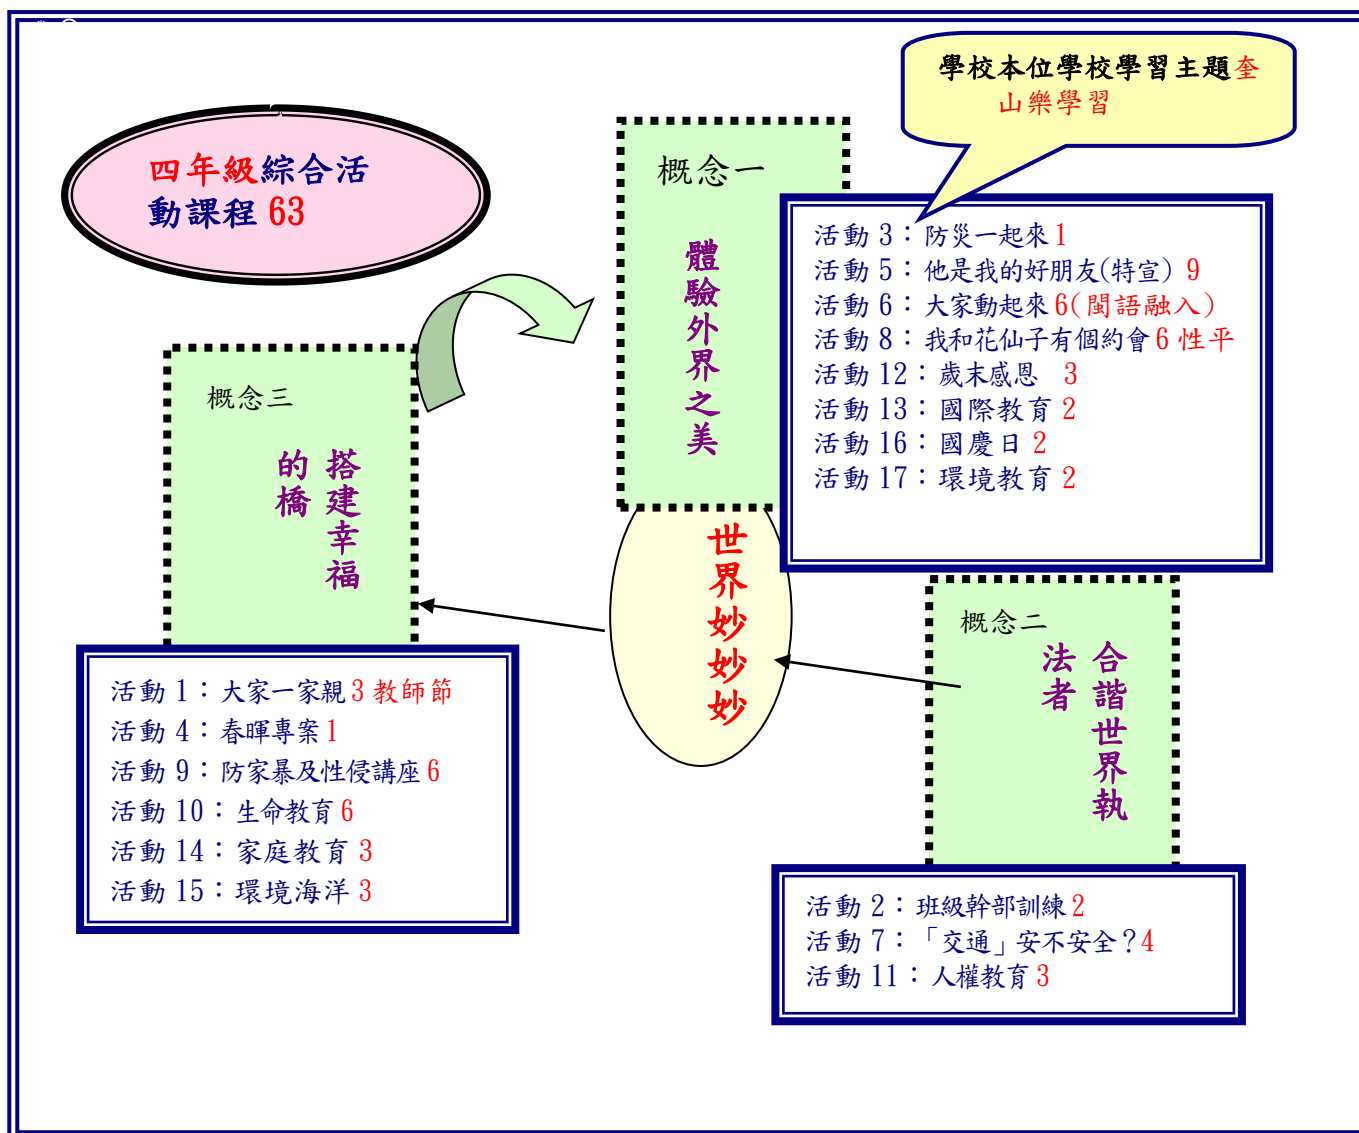 學校本位學校學習主題奎
山樂學習
四年級綜合活
動課程 63
概念一
體驗外界之美
活動 3：防災一起來 1
活動 5：他是我的好朋友(特宣) 9
活動 6：大家動起來 6(閩語融入)
活動 8：我和花仙子有個約會 6 性平
活動 12：歲末感恩 3
活動 13：國際教育 2
活動 16：國慶日 2
活動 17：環境教育 2
概念三
搭建幸福
的橋
世界妙妙妙
概念二
合諧世界執
法者
活動 1：大家一家親 3 教師節
活動 4：春暉專案 1
活動 9：防家暴及性侵講座 6
活動 10：生命教育 6
活動 14：家庭教育 3
活動 15：環境海洋 3
活動 2：班級幹部訓練 2
活動 7：「交通」安不安全？4
活動 11：人權教育 3